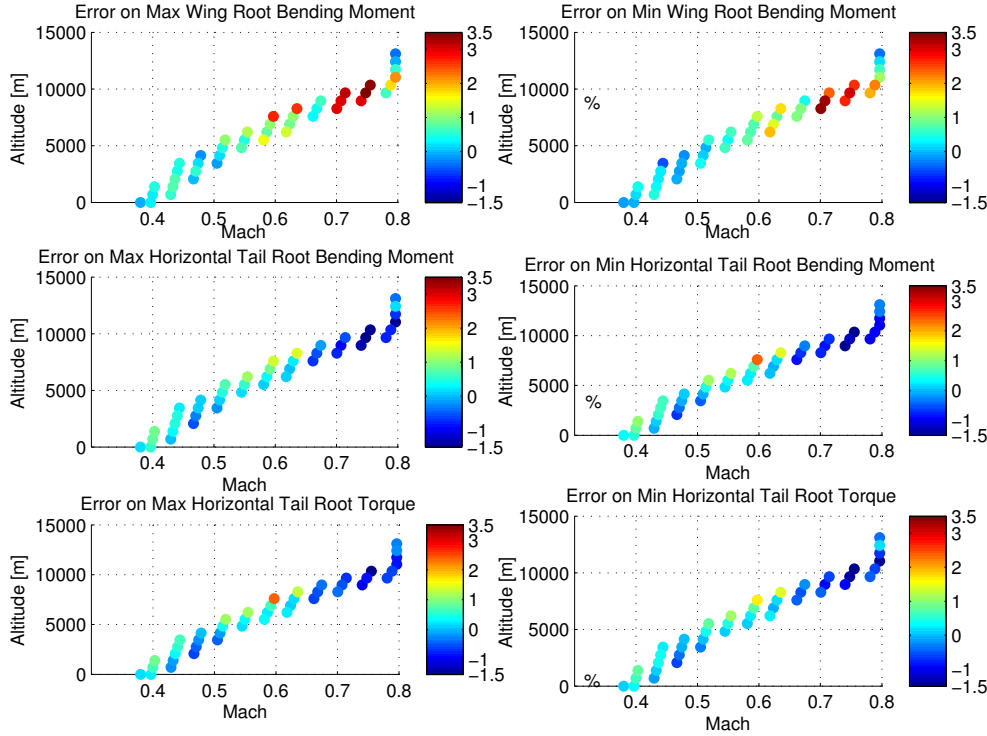 Error on Max Wing Root Bending Moment
Error on Min Wing Root Bending Moment
15000
10000
5000
0
Altitude [m]
0.4 0.5 0.6 0.7 0.8
Mach
3.5
3
2
1
0
−1
−1.5
%
15000
10000
5000
0
Altitude [m]
0.4 0.5 0.6 0.7 0.8
Mach
3.5
3
2
1
0
−1
−1.5
Error on Max Horizontal Tail Root Bending Moment
Error on Min Horizontal Tail Root Bending Moment
15000
10000
5000
0
Altitude [m]
0.4 0.5 0.6 0.7 0.8
Mach
3.5
3
2
1
0
−1
−1.5
%
15000
10000
5000
0
Altitude [m]
0.4 0.5 0.6 0.7 0.8
Mach
3.5
3
2
1
0
−1
−1.5
Error on Max Horizontal Tail Root Torque
Error on Min Horizontal Tail Root Torque
15000
10000
5000
0
Altitude [m]
0.4 0.5 0.6 0.7 0.8
Mach
3.5
3
2
1
0
−1
−1.5
%
15000
10000
5000
0
Altitude [m]
0.4 0.5 0.6 0.7 0.8
Mach
3.5
3
2
1
0
−1
−1.5